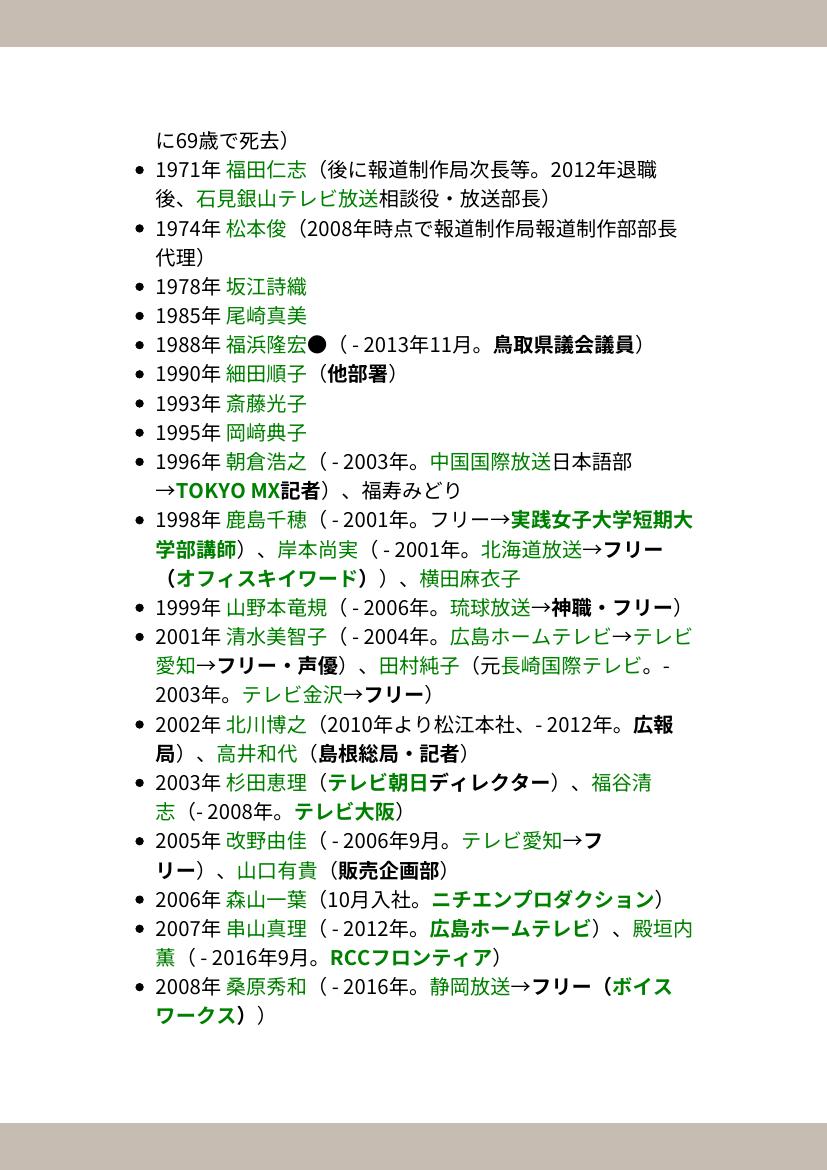 に69歳で死去）
• 1971年 福田仁志（後に報道制作局次長等。2012年退職
後、石見銀山テレビ放送相談役・放送部長）
• 1974年 松本俊（2008年時点で報道制作局報道制作部部長
代理）
• 1978年 坂江詩織
• 1985年 尾崎真美
• 1988年 福浜隆宏●（ - 2013年11月。鳥取県議会議員）
• 1990年 細田順子（他部署）
• 1993年 斎藤光子
• 1995年 岡﨑典子
• 1996年 朝倉浩之（ - 2003年。中国国際放送日本語部
→TOKYO MX記者）、福寿みどり
• 1998年 鹿島千穂（ - 2001年。フリー→実践女子大学短期大
学部講師）、岸本尚実（ - 2001年。北海道放送→フリー
（オフィスキイワード））、横田麻衣子
• 1999年 山野本竜規（ - 2006年。琉球放送→神職・フリー）
• 2001年 清水美智子（ - 2004年。広島ホームテレビ→テレビ
愛知→フリー・声優）、田村純子（元長崎国際テレビ。-
2003年。テレビ金沢→フリー）
• 2002年 北川博之（2010年より松江本社、- 2012年。広報
局）、高井和代（島根総局・記者）
• 2003年 杉田恵理（テレビ朝日ディレクター）、福谷清
志（- 2008年。テレビ大阪）
• 2005年 改野由佳（ - 2006年9月。テレビ愛知→フ
リー）、山口有貴（販売企画部）
• 2006年 森山一葉（10月入社。ニチエンプロダクション）
• 2007年 串山真理（ - 2012年。広島ホームテレビ）、殿垣内
薫（ - 2016年9月。RCCフロンティア）
• 2008年 桑原秀和（ - 2016年。静岡放送→フリー（ボイス
ワークス））